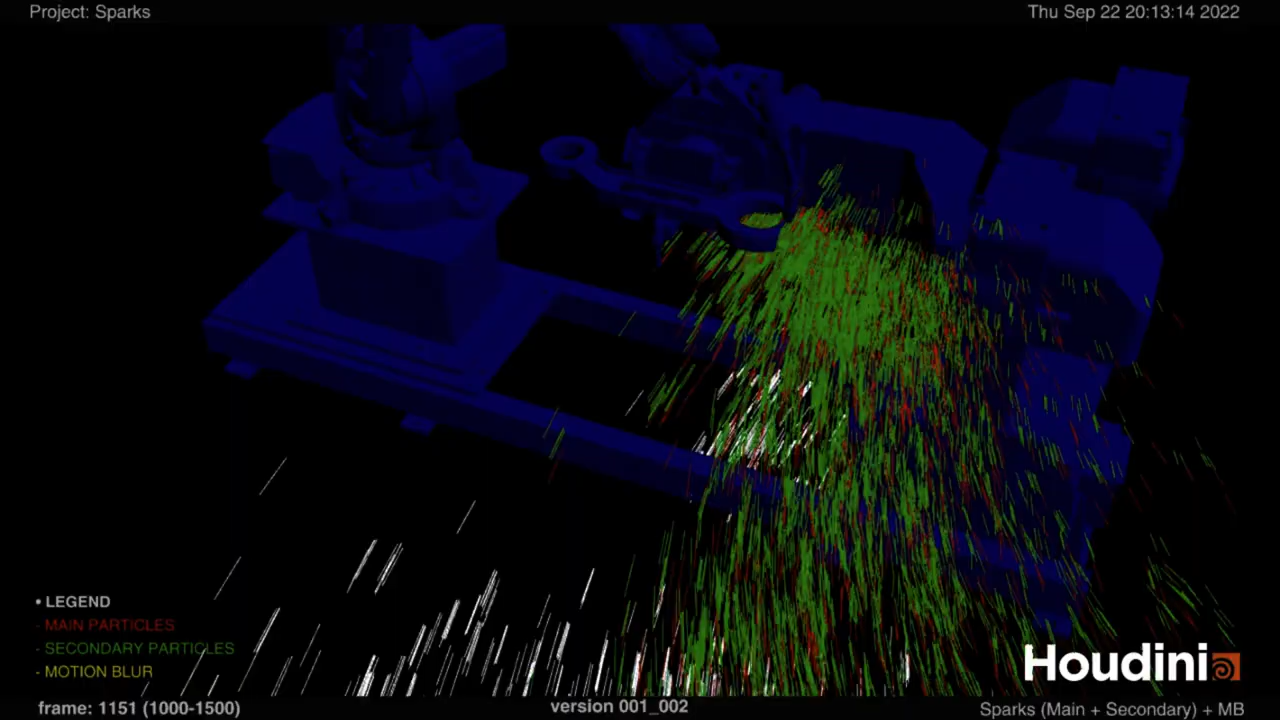 Project: Sparks
Thu Sep 22 20:13:14 2022
• LEGEND
- MAIN PARTICLES
- SECONDARY PARTICLES
- MOTION BLUR
Houdini
frame: 1151 (1000-1500)
version 001_002
Sparks (Main + Secondary) + MB